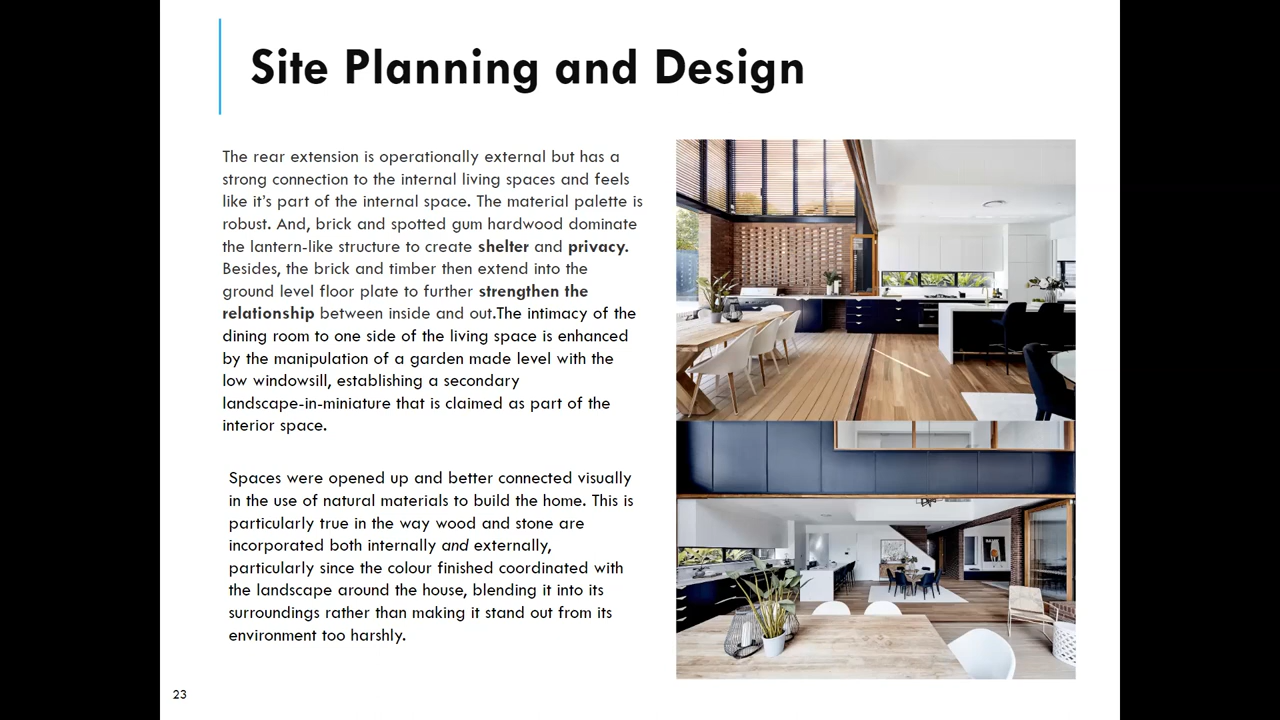 Site Planning and Design
The rear extension is operationally external but has a
strong connection to the internal living spaces and feels
like it's part of the internal space. The material palette is
robust. And, brick and spotted gum hardwood dominate
the lantern-like structure to create shelter and privacy.
Besides, the brick and timber then extend into the
ground level floor plate to further strengthen the
relationship between inside and out.The intimacy of the
dining room to one side of the living space is enhanced
by the manipulation of a garden made level with the
low windowsill, establishing a secondary
landscape-in-miniature that is claimed as part of the
interior space.
Spaces were opened up and better connected visually
in the use of natural materials to build the home. This is
particularly true in the way wood and stone are
incorporated both internally and externally,
particularly since the colour finished coordinated with
the landscape around the house, blending it into its
surroundings rather than making it stand out from its
environment too harshly.
23